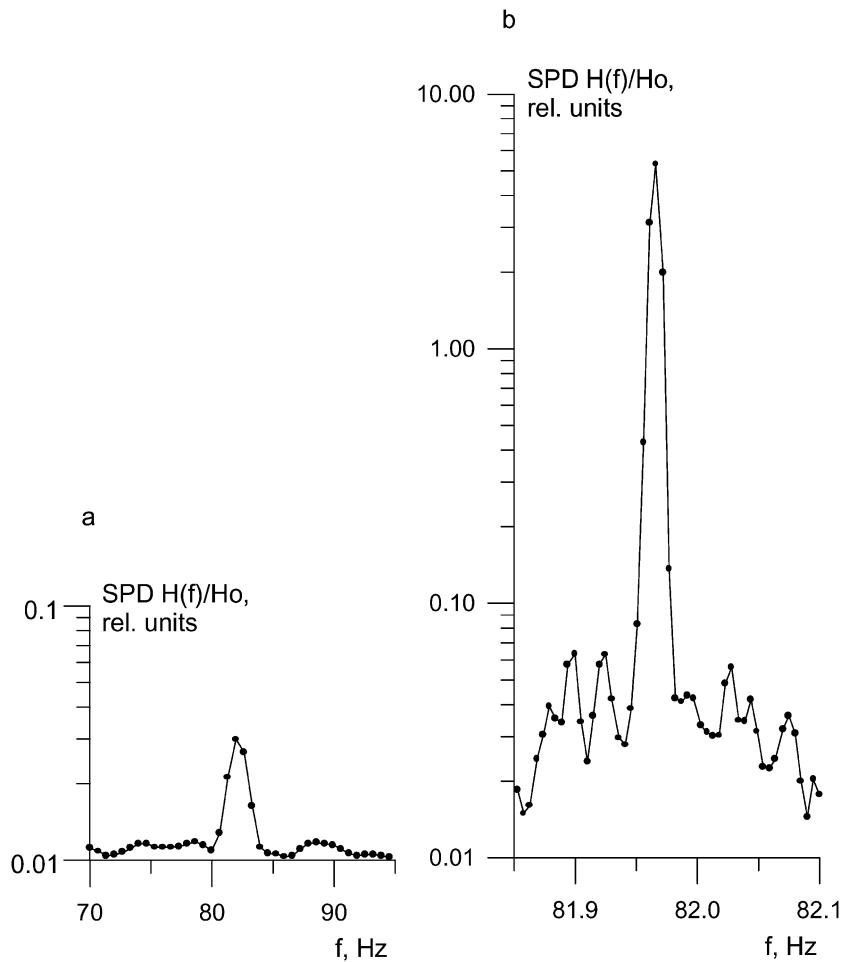 b
SPD H(f)/Ho,
rel. units
10.00
1.00
0.10
0.01
81.9
82.0
82.1
f, Hz
a
SPD H(f)/Ho,
rel. units
0.1
0.01
70
80
90
f, Hz